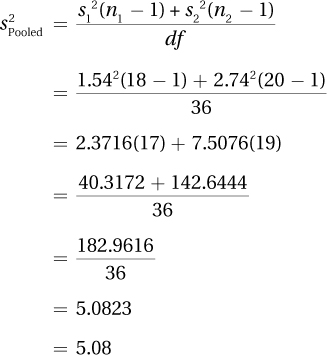 s²Pooled = s₁²(n₁ − 1) + s₂²(n₂ − 1) / df
= 1.54²(18 − 1) + 2.74²(20 − 1) / 36
= 2.3716(17) + 7.5076(19)
= 40.3172 + 142.6444 / 36
= 182.9616 / 36
= 5.0823
= 5.08